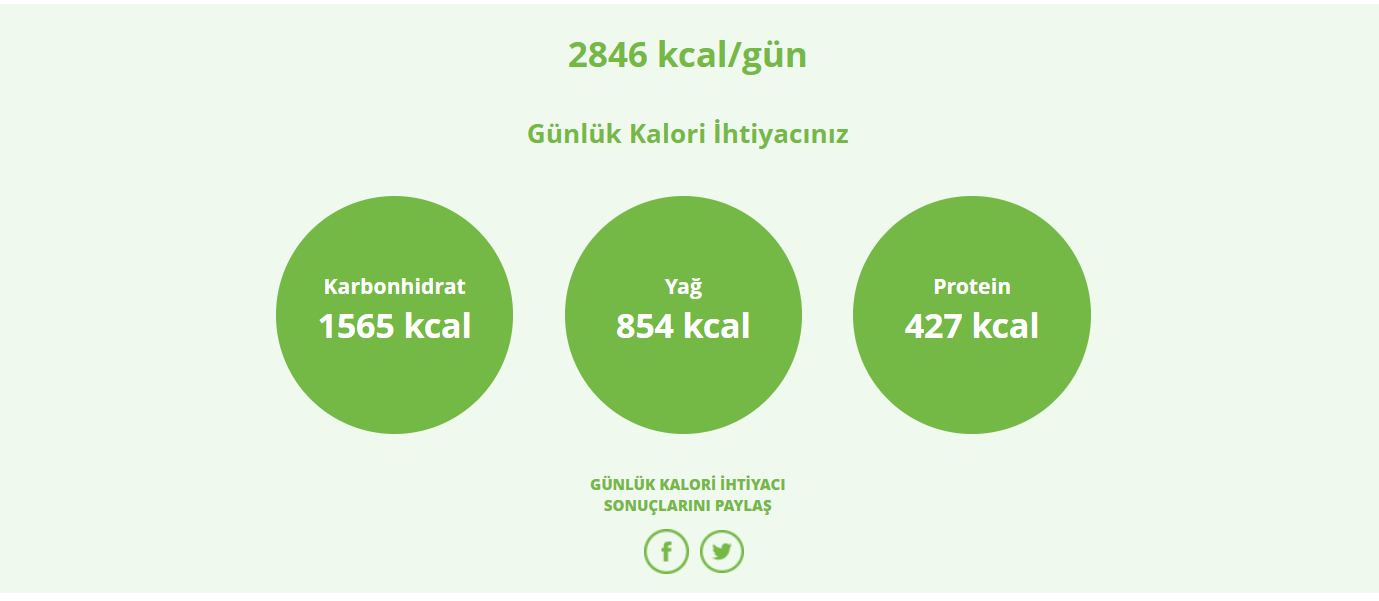 2846 kcal/gün
Günlük Kalori İhtiyacınız
Karbonhidrat
1565 kcal
Yağ
854 kcal
Protein
427 kcal
GÜNLÜK KALORİ İHTİYACI
SONUÇLARINI PAYLAŞ